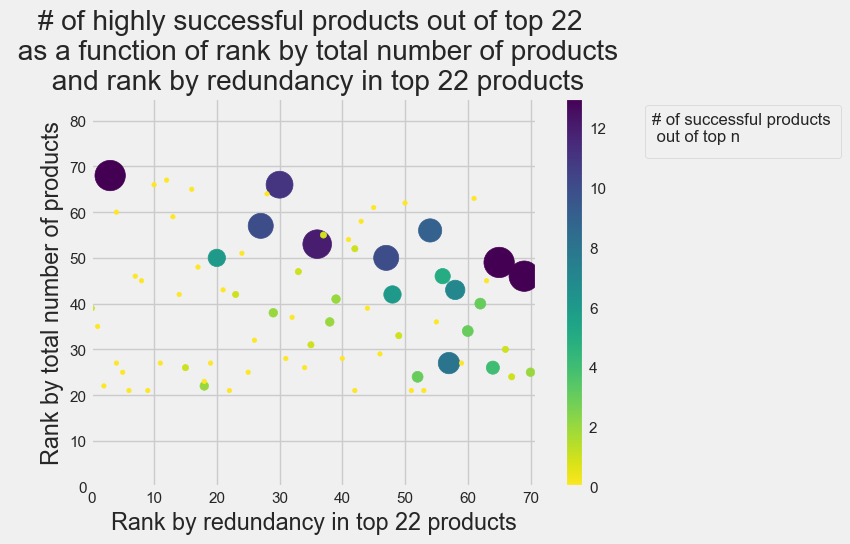 # of highly successful products out of top 22
as a function of rank by total number of products
and rank by redundancy in top 22 products
Rank by total number of products
80
70
60
50
40
30
20
10
0
0 10 20 30 40 50 60 70
Rank by redundancy in top 22 products
12
10
8
6
4
2
0
# of successful products
out of top n